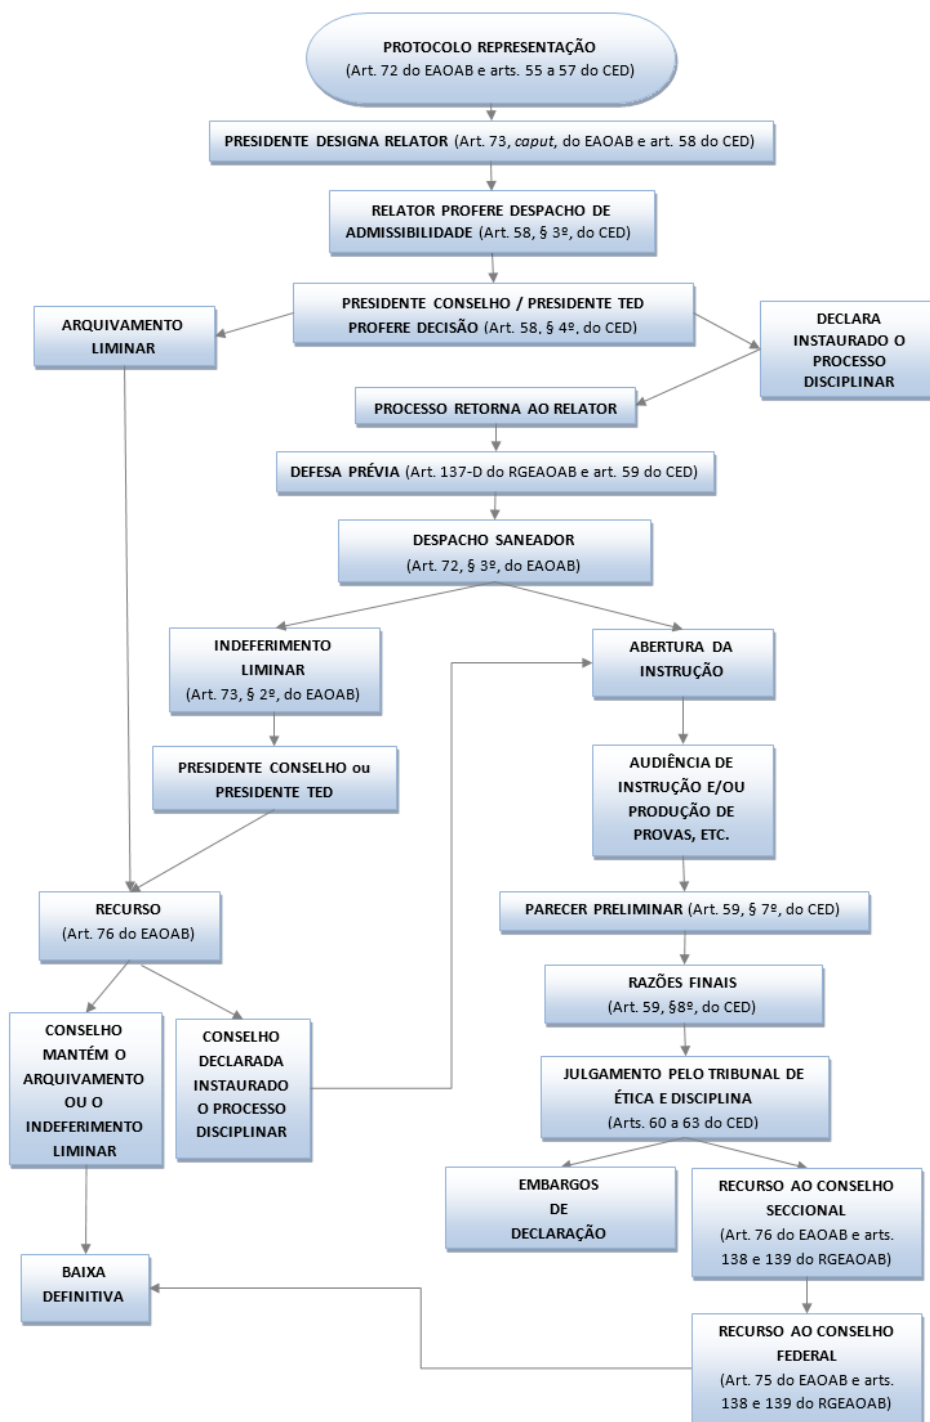 PROTOCOLO REPRESENTAÇÃO
(Art. 72 do EAOAB e arts. 55 a 57 do CED)
PRESIDENTE DESIGNA RELATOR (Art. 73, caput, do EAOAB e art. 58 do CED)
RELATOR PROFERE DESPACHO DE
ADMISSIBILIDADE (Art. 58, § 3º, do CED)
PRESIDENTE CONSELHO / PRESIDENTE TED
PROFERE DECISÃO (Art. 58, § 4º, do CED)
ARQUIVAMENTO
LIMINAR
DECLARA
INSTAURADO O
PROCESSO
DISCIPLINAR
PROCESSO RETORNA AO RELATOR
DEFESA PRÉVIA (Art. 137-D do RGEAOAB e art. 59 do CED)
DESPACHO SANEADOR
(Art. 72, § 3º, do EAOAB)
INDEFERIMENTO
LIMINAR
(Art. 73, § 2º, do EAOAB)
ABERTURA DA
INSTRUÇÃO
PRESIDENTE CONSELHO ou
PRESIDENTE TED
AUDIÊNCIA DE
INSTRUÇÃO E/OU
PRODUÇÃO DE
PROVAS, ETC.
RECURSO
(Art. 76 do EAOAB)
PARECER PRELIMINAR (Art. 59, § 7º, do CED)
RAZÕES FINAIS
(Art. 59, §8º, do CED)
CONSELHO
MANTÉM O
ARQUIVAMENTO
OU O
INDEFERIMENTO
LIMINAR
CONSELHO
DECLARADA
INSTAURADO
O PROCESSO
DISCIPLINAR
JULGAMENTO PELO TRIBUNAL DE
ÉTICA E DISCIPLINA
(Arts. 60 a 63 do CED)
EMBARGOS
DE
DECLARAÇÃO
RECURSO AO CONSELHO
SECCIONAL
(Art. 76 do EAOAB e arts.
138 e 139 do RGEAOAB)
BAIXA
DEFINITIVA
RECURSO AO CONSELHO
FEDERAL
(Art. 75 do EAOAB e arts.
138 e 139 do RGEAOAB)